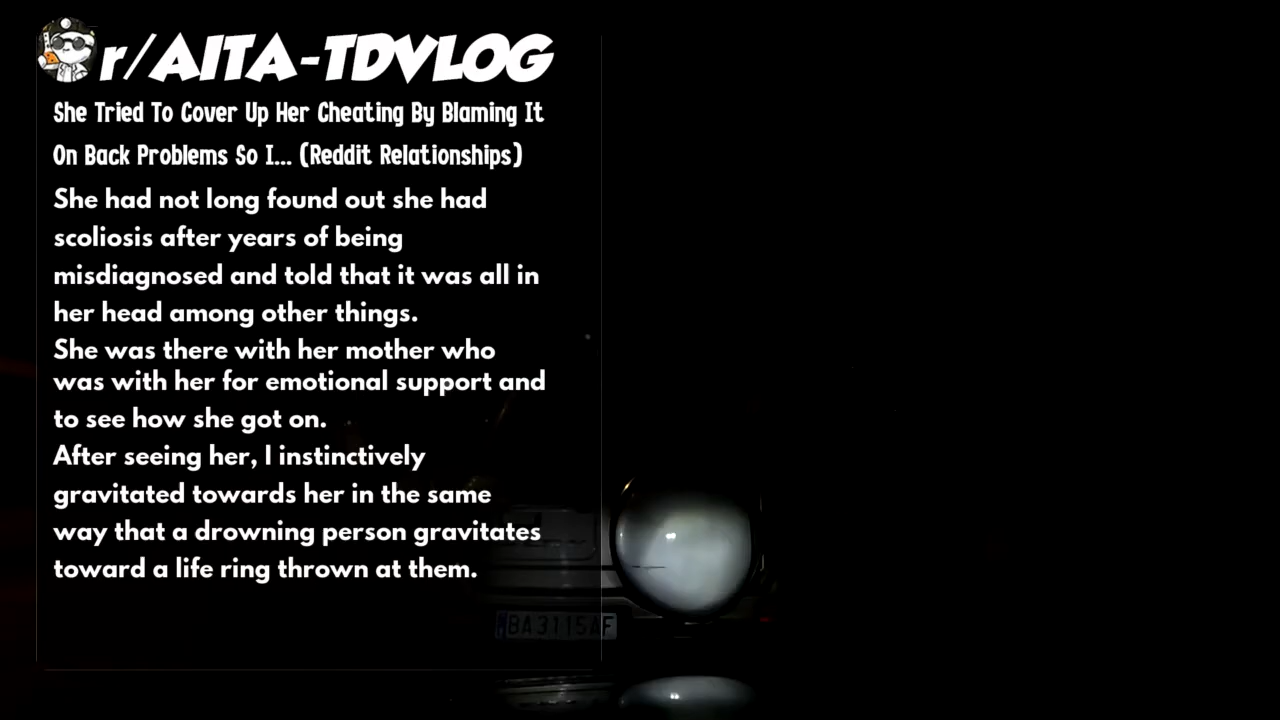 r/AITA-TDVLOG
She Tried To Cover Up Her Cheating By Blaming It
On Back Problems So I... (Reddit Relationships)
She had not long found out she had
scoliosis after years of being
misdiagnosed and told that it was all in
her head among other things.
She was there with her mother who
was with her for emotional support and
to see how she got on.
After seeing her, I instinctively
gravitated towards her in the same
way that a drowning person gravitates
toward a life ring thrown at them.
BA3115AF